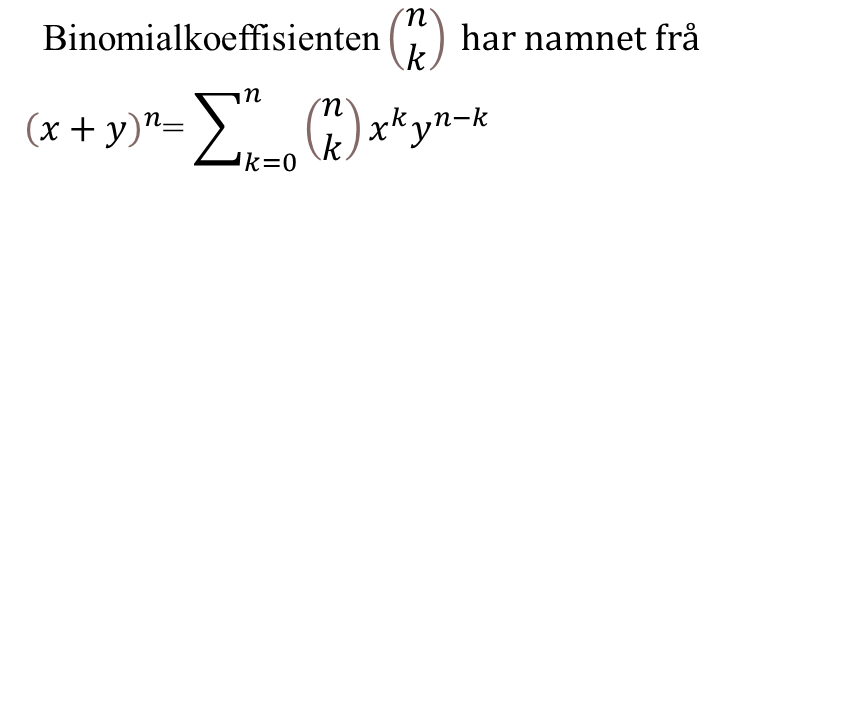 Binomialkoeffisienten $\binom{n}{k}$ har namnet frå
$(x + y)^n = \sum_{k=0}^{n} \binom{n}{k} x^k y^{n-k}$